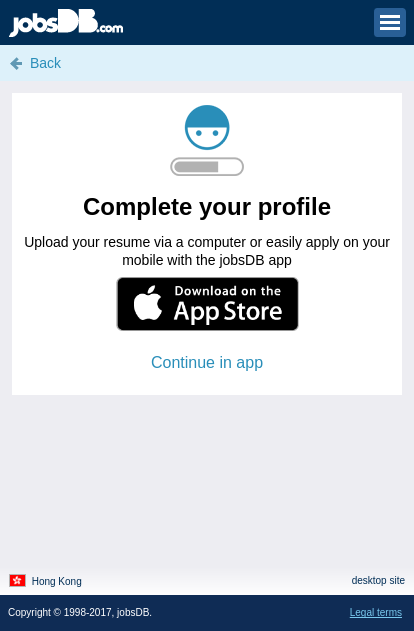 jobsDB.com
Back
Complete your profile
Upload your resume via a computer or easily apply on your
mobile with the jobsDB app
Download on the
App Store
Continue in app
Hong Kong
desktop site
Copyright © 1998-2017, jobsDB.
Legal terms